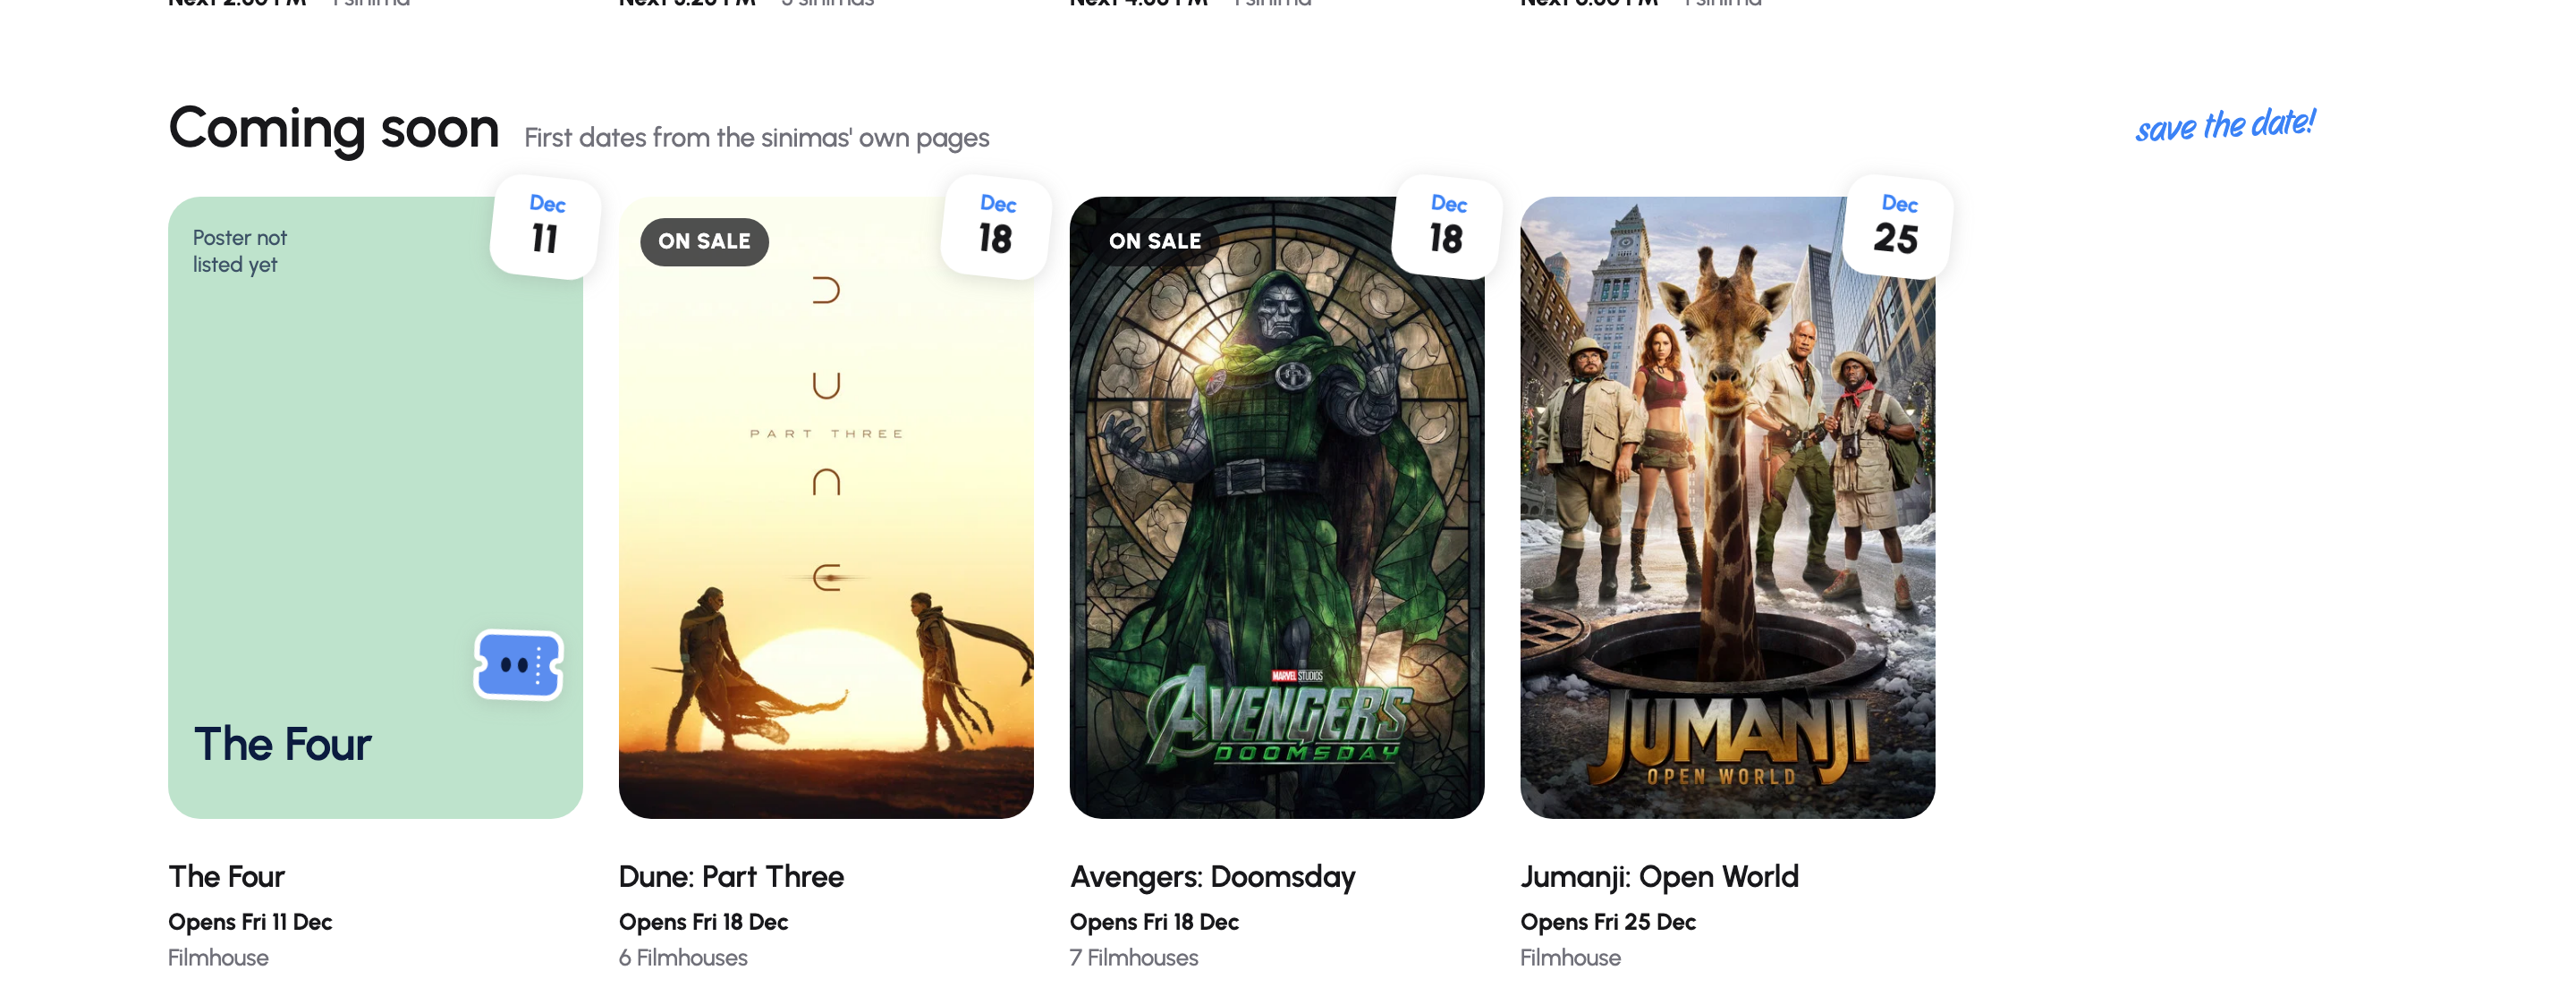 Coming soon
First dates from the sinimas' own pages
save the date!
Poster not
listed yet
Dec
11
The Four
ON SALE
Dec
18
PART THREE
ON SALE
Dec
18
MARVEL STUDIOS
AVENGERS
DOOMSDAY
Dec
25
JUMANJI
OPEN WORLD
The Four
Opens Fri 11 Dec
Filmhouse
Dune: Part Three
Opens Fri 18 Dec
6 Filmhouses
Avengers: Doomsday
Opens Fri 18 Dec
7 Filmhouses
Jumanji: Open World
Opens Fri 25 Dec
Filmhouse